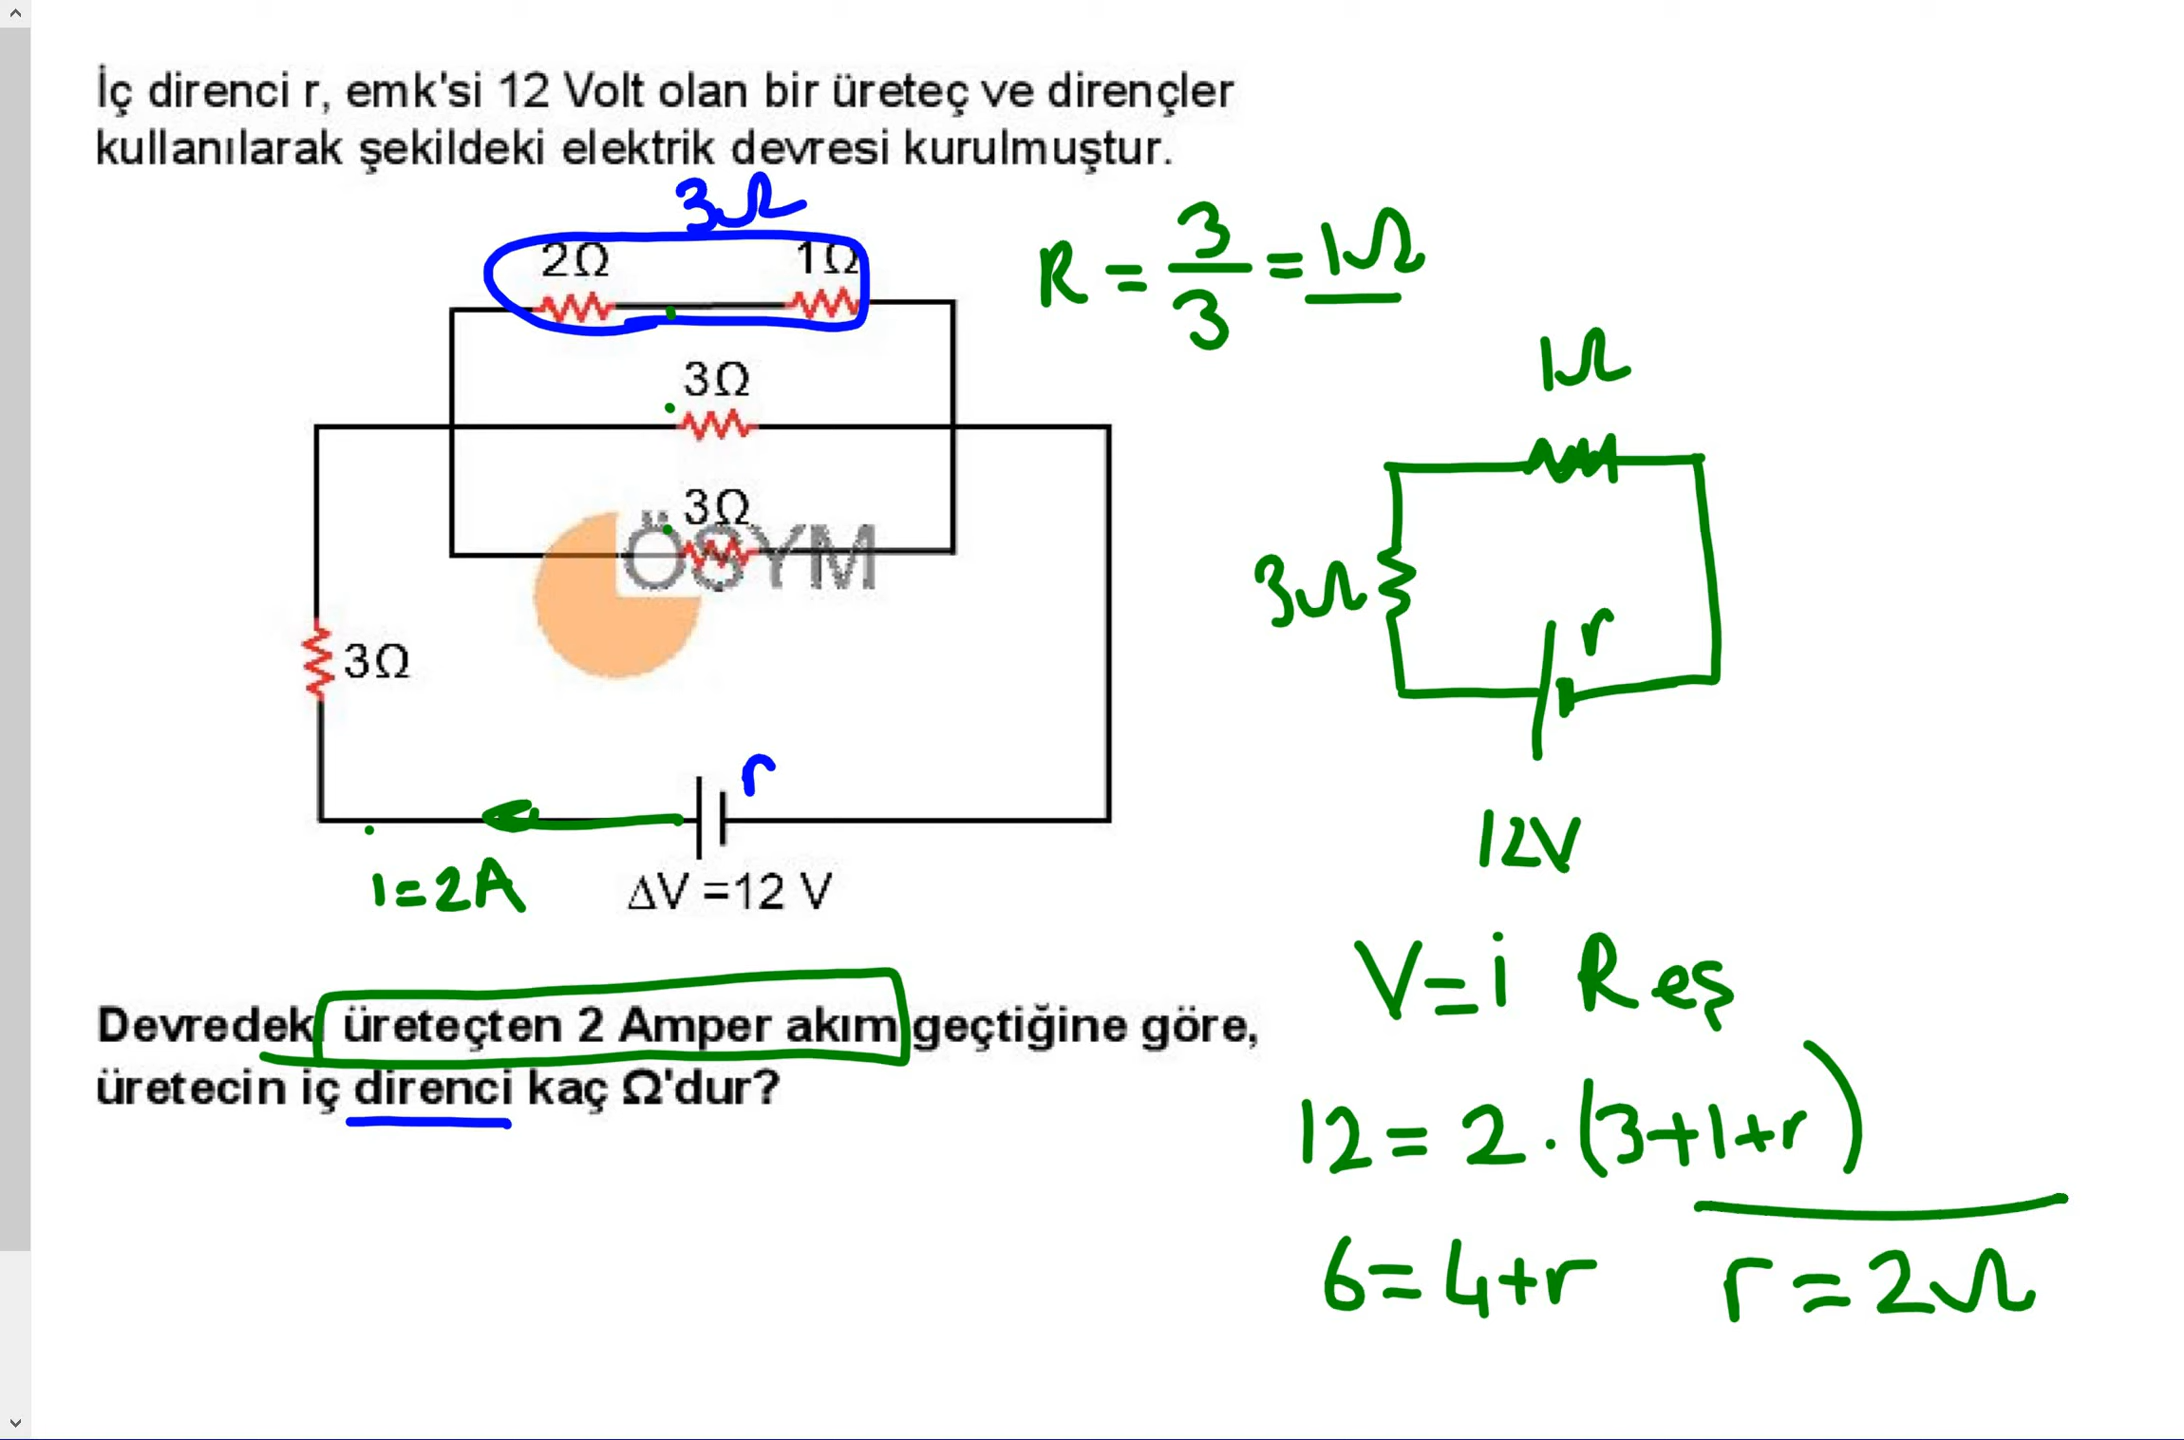 İç direnci r, emk'si 12 Volt olan bir üreteç ve dirençler
kullanılarak şekildeki elektrik devresi kurulmuştur.
3Ω
2Ω 1Ω
R = 3/3 = 1Ω
3Ω
1Ω
3Ω
ÖSYM
3Ω
r
3Ω
r
12V
i=2A
ΔV =12 V
V=i Reş
Devredeki üreteçten 2 Amper akım geçtiğine göre,
üretecin iç direnci kaç Ω'dur?
12=2.(3+1+r)
6=4+r r=2Ω